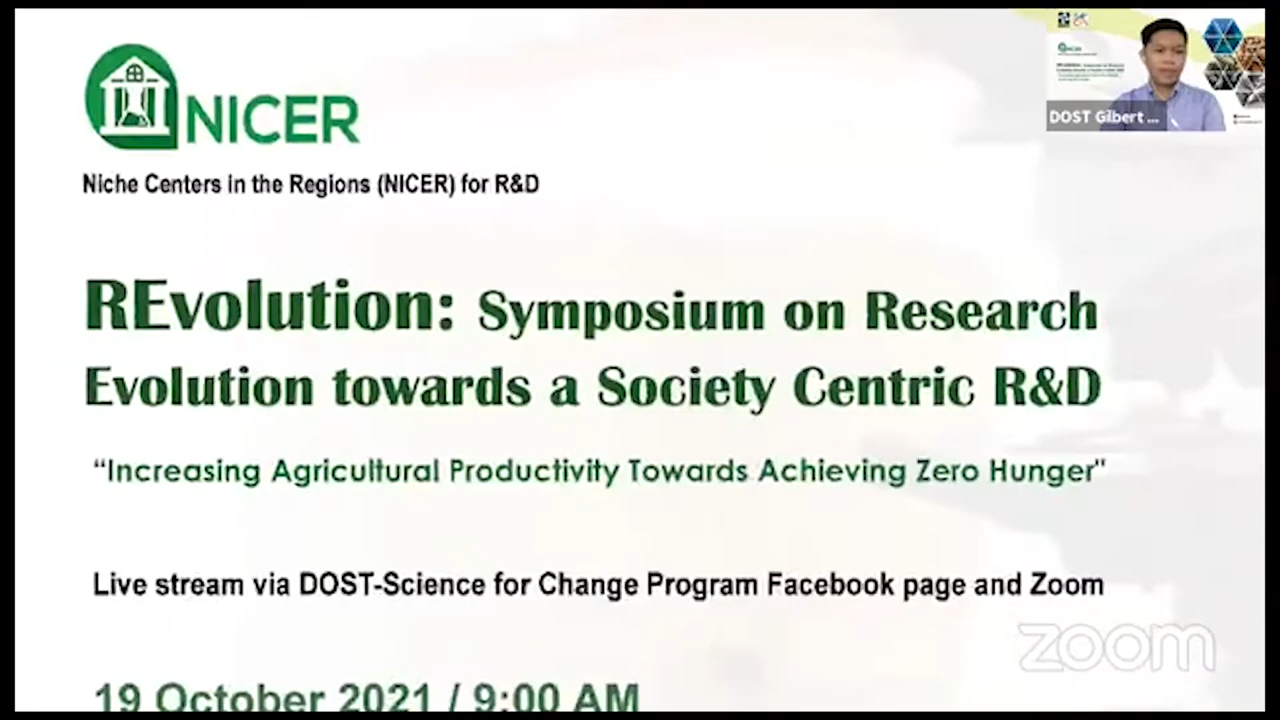 NICER
Niche Centers in the Regions (NICER) for R&D
DOST Gilbert ...
REvolution: Symposium on Research
Evolution towards a Society Centric R&D
“Increasing Agricultural Productivity Towards Achieving Zero Hunger"
Live stream via DOST-Science for Change Program Facebook page and Zoom
zoom
19 October 2021 / 9:00 AM